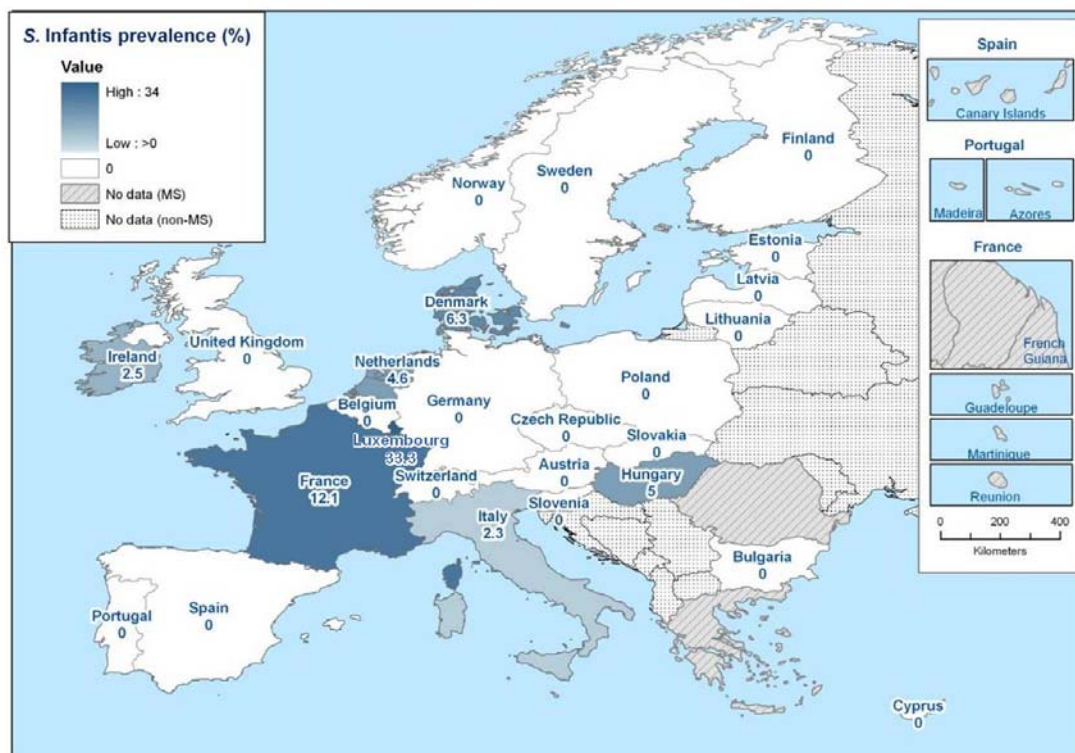 S. Infantis prevalence (%)
Value
High : 34
Low : >0
0
No data (MS)
No data (non-MS)
Norway
0
Sweden
0
Finland
0
Estonia
0
Latvia
0
Lithuania
0
Denmark
6.3
United Kingdom
0
Ireland
2.5
Netherlands
4.6
Belgium
0
Germany
0
Poland
0
Luxembourg
33.3
Czech Republic
0
Slovakia
0
France
12.1
Switzerland
0
Austria
0
Hungary
5
Slovenia
0
Italy
2.3
Bulgaria
0
Portugal
0
Spain
0
Cyprus
0
Spain
Canary Islands
Portugal
Madeira
Azores
France
French
Guiana
Guadeloupe
Martinique
Reunion
0 200 400
Kilometers